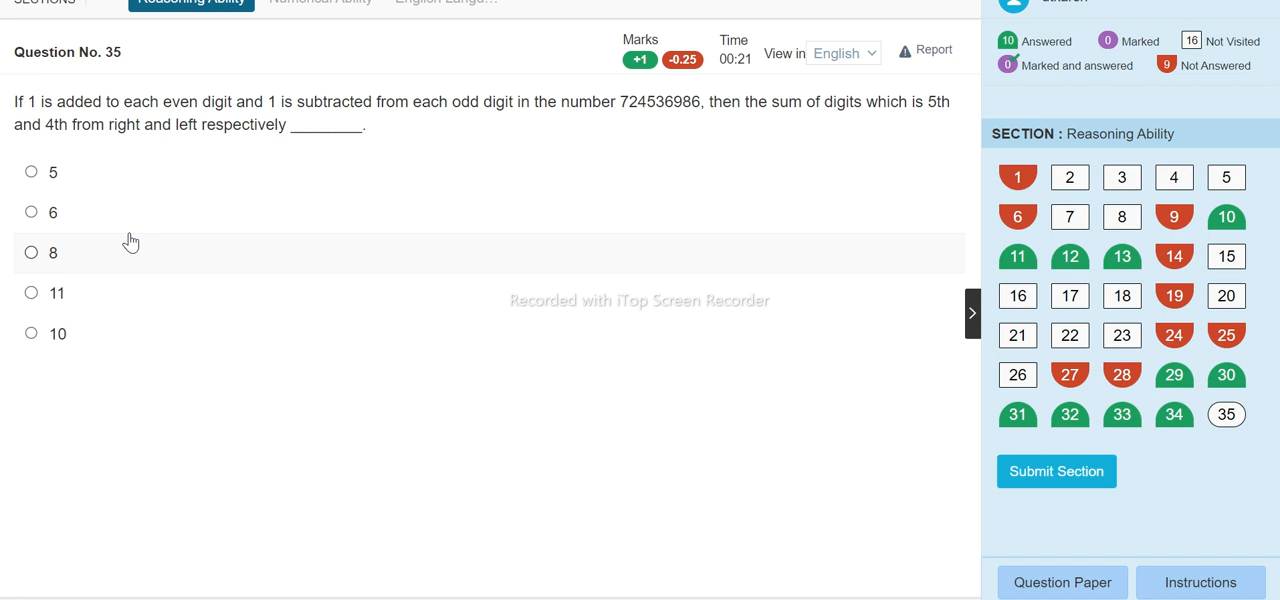 SECTIONS
Reasoning Ability
Numerical Ability
English Langu...
Question No. 35
Marks
+1 -0.25
Time
00:21
View in English
Report
If 1 is added to each even digit and 1 is subtracted from each odd digit in the number 724536986, then the sum of digits which is 5th
and 4th from right and left respectively ________.
5
6
8
11
10
Recorded with iTop Screen Recorder
10 Answered
0 Marked
16 Not Visited
0 Marked and answered
9 Not Answered
SECTION : Reasoning Ability
1 2 3 4 5
6 7 8 9 10
11 12 13 14 15
16 17 18 19 20
21 22 23 24 25
26 27 28 29 30
31 32 33 34 35
Submit Section
Question Paper
Instructions